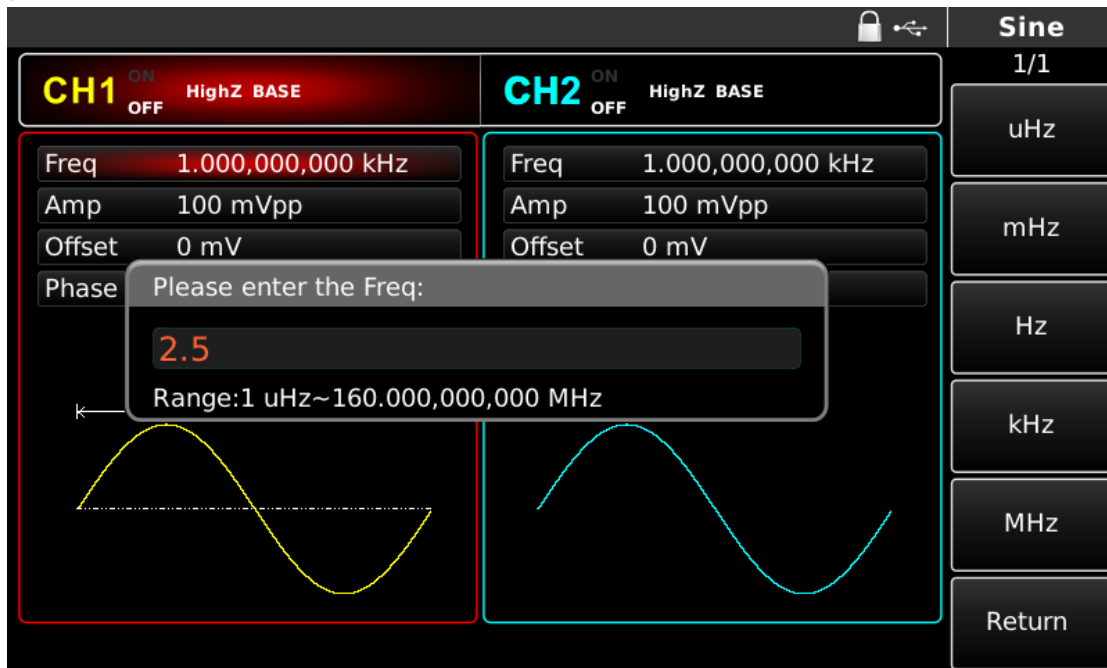 Sine
1/1
CH1 ON OFF HighZ BASE
CH2 ON OFF HighZ BASE
Freq 1.000,000,000 kHz
Amp 100 mVpp
Offset 0 mV
Phase
Freq 1.000,000,000 kHz
Amp 100 mVpp
Offset 0 mV
Please enter the Freq:
2.5
Range:1 uHz~160.000,000,000 MHz
uHz
mHz
Hz
kHz
MHz
Return